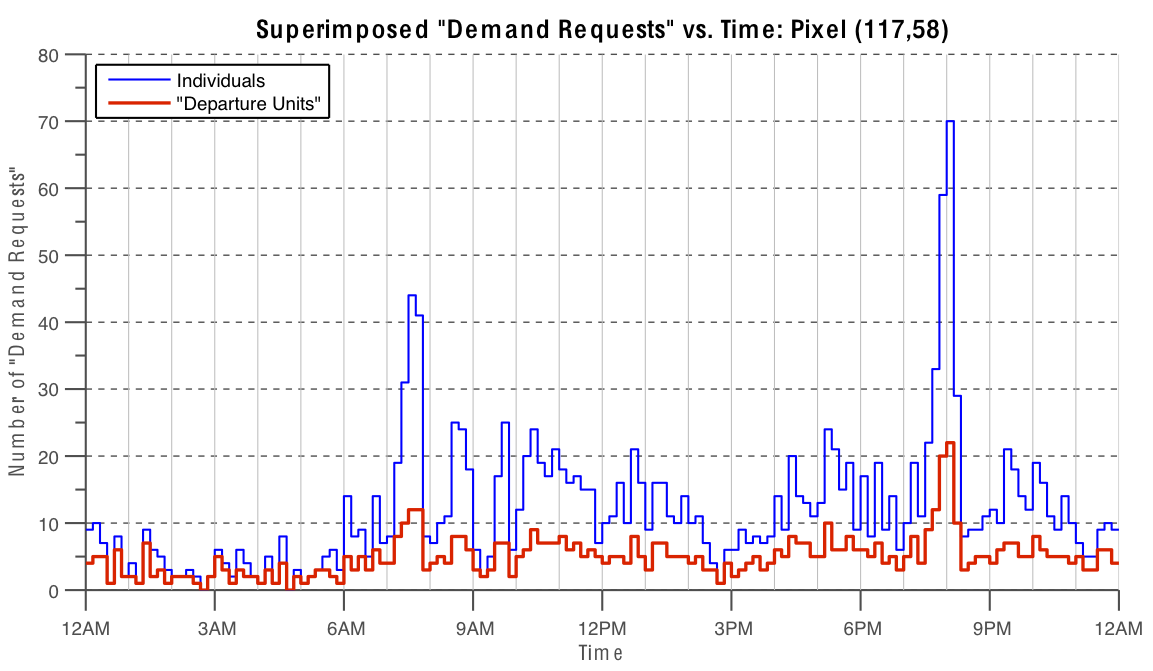 Superimposed "Demand Requests" vs. Time: Pixel (117,58)
80
70
60
50
40
30
20
10
0
Number of "Demand Requests"
Individuals
"Departure Units"
12AM 3AM 6AM 9AM 12PM 3PM 6PM 9PM 12AM
Time